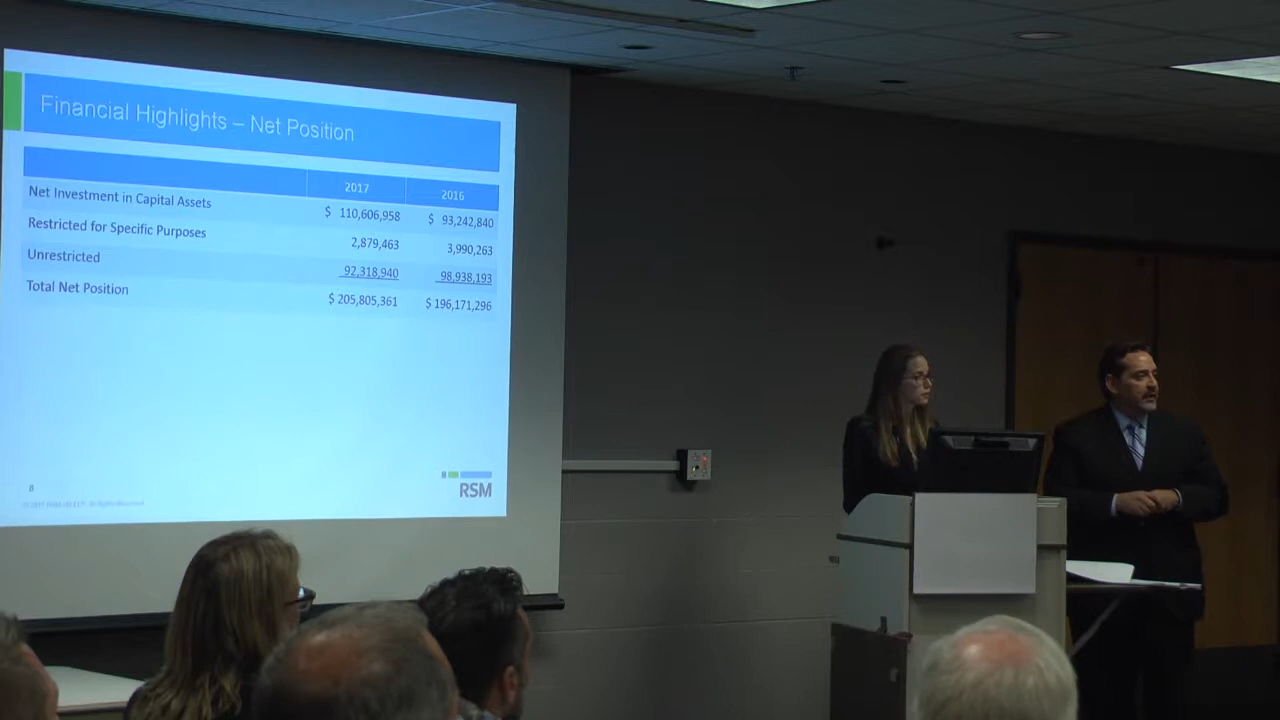 Financial Highlights – Net Position
2017 2016
Net Investment in Capital Assets $ 110,606,958 $ 93,242,840
Restricted for Specific Purposes 2,879,463 3,990,263
Unrestricted 92,318,940 98,938,193
Total Net Position $ 205,805,361 $ 196,171,296
8
RSM